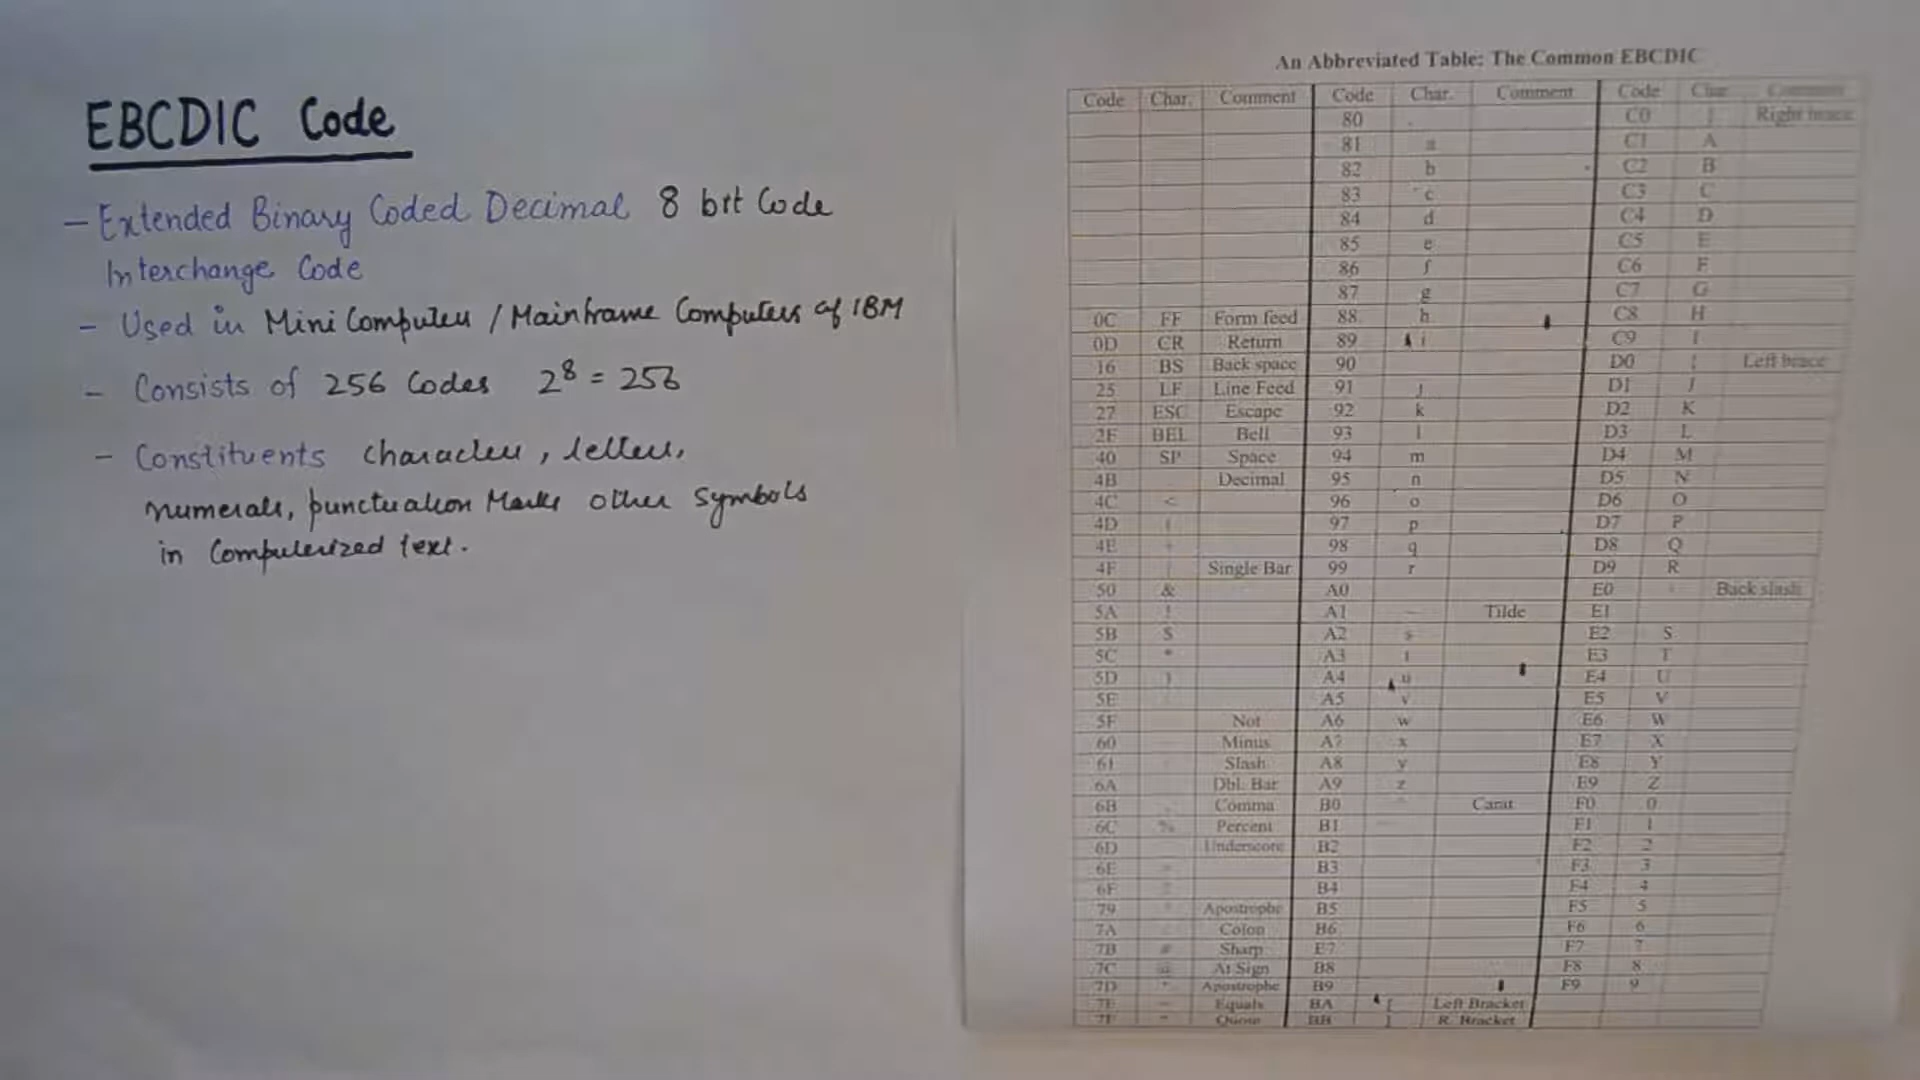 EBCDIC Code
- Extended Binary Coded Decimal 8 bit Code
Interchange Code
- Used in Mini Computers / Mainframe Computers of IBM
- Consists of 256 Codes 2⁸ = 256
- Constituents characters, letters,
numerals, punctuation Marks other symbols
in Computerized text.
An Abbreviated Table: The Common EBCDIC
Code Char. Comment Code Char. Comment Code Char Comment
80 C0 } Right brace
81 a C1 A
82 b C2 B
83 c C3 C
84 d C4 D
85 e C5 E
86 f C6 F
87 g C7 G
0C FF Form feed 88 h C8 H
0D CR Return 89 i C9 I
16 BS Back space 90 D0 Left brace
25 LF Line Feed 91 j D1 J
27 ESC Escape 92 k D2 K
2F BEL Bell 93 l D3 L
40 SP Space 94 m D4 M
4B Decimal 95 n D5 N
4C < 96 o D6 O
4D ( 97 p D7 P
4E + 98 q D8 Q
4F | Single Bar 99 r D9 R
50 & A0 E0 Back slash
5A ! A1 ~ Tilde E1
5B $ A2 s E2 S
5C * A3 t E3 T
5D ) A4 u E4 U
5E A5 v E5 V
5F Not A6 w E6 W
60 Minus A7 x E7 X
61 Slash A8 y E8 Y
6A Dbl. Bar A9 z E9 Z
6B , Comma B0 ^ Carat F0 0
6C % Percent B1 F1 1
6D Underscore B2 F2 2
6E B3 F3 3
6F B4 F4 4
79 Apostrophe B5 F5 5
7A Colon B6 F6 6
7B # Sharp E7 F7 7
7C @ At Sign B8 F8 8
7D ' Apostrophe B9 F9 9
7E = Equals BA [ Left Bracket
7F " Quote BB ] R. Bracket